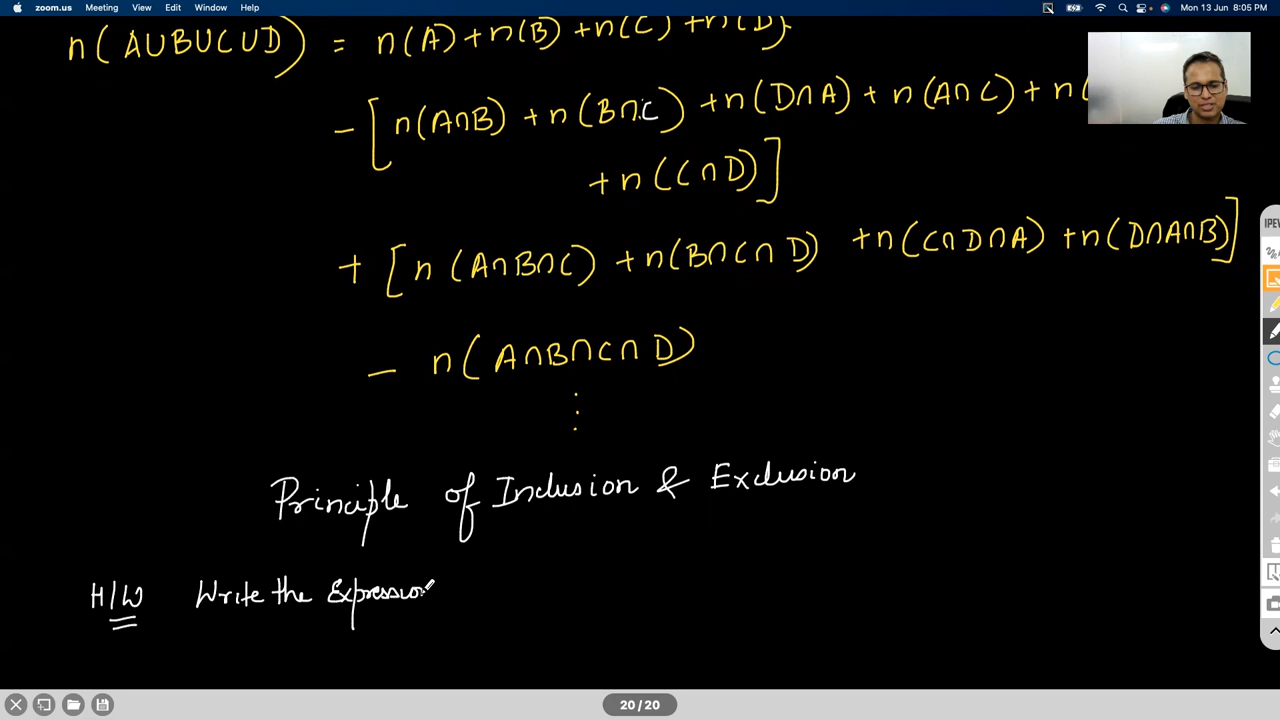 zoom.us Meeting View Edit Window Help Mon 13 Jun 8:05 PM
n(A∪B∪C∪D) = n(A) + n(B) + n(C) + n(D)
- [n(A∩B) + n(B∩C) + n(D∩A) + n(A∩C) + n(
+ n(C∩D)]
+ [n(A∩B∩C) + n(B∩C∩D) + n(C∩D∩A) + n(D∩A∩B)]
IPEV
- n(A∩B∩C∩D)
⋮
Principle of Inclusion & Exclusion
H/W Write the Expression
20 / 20